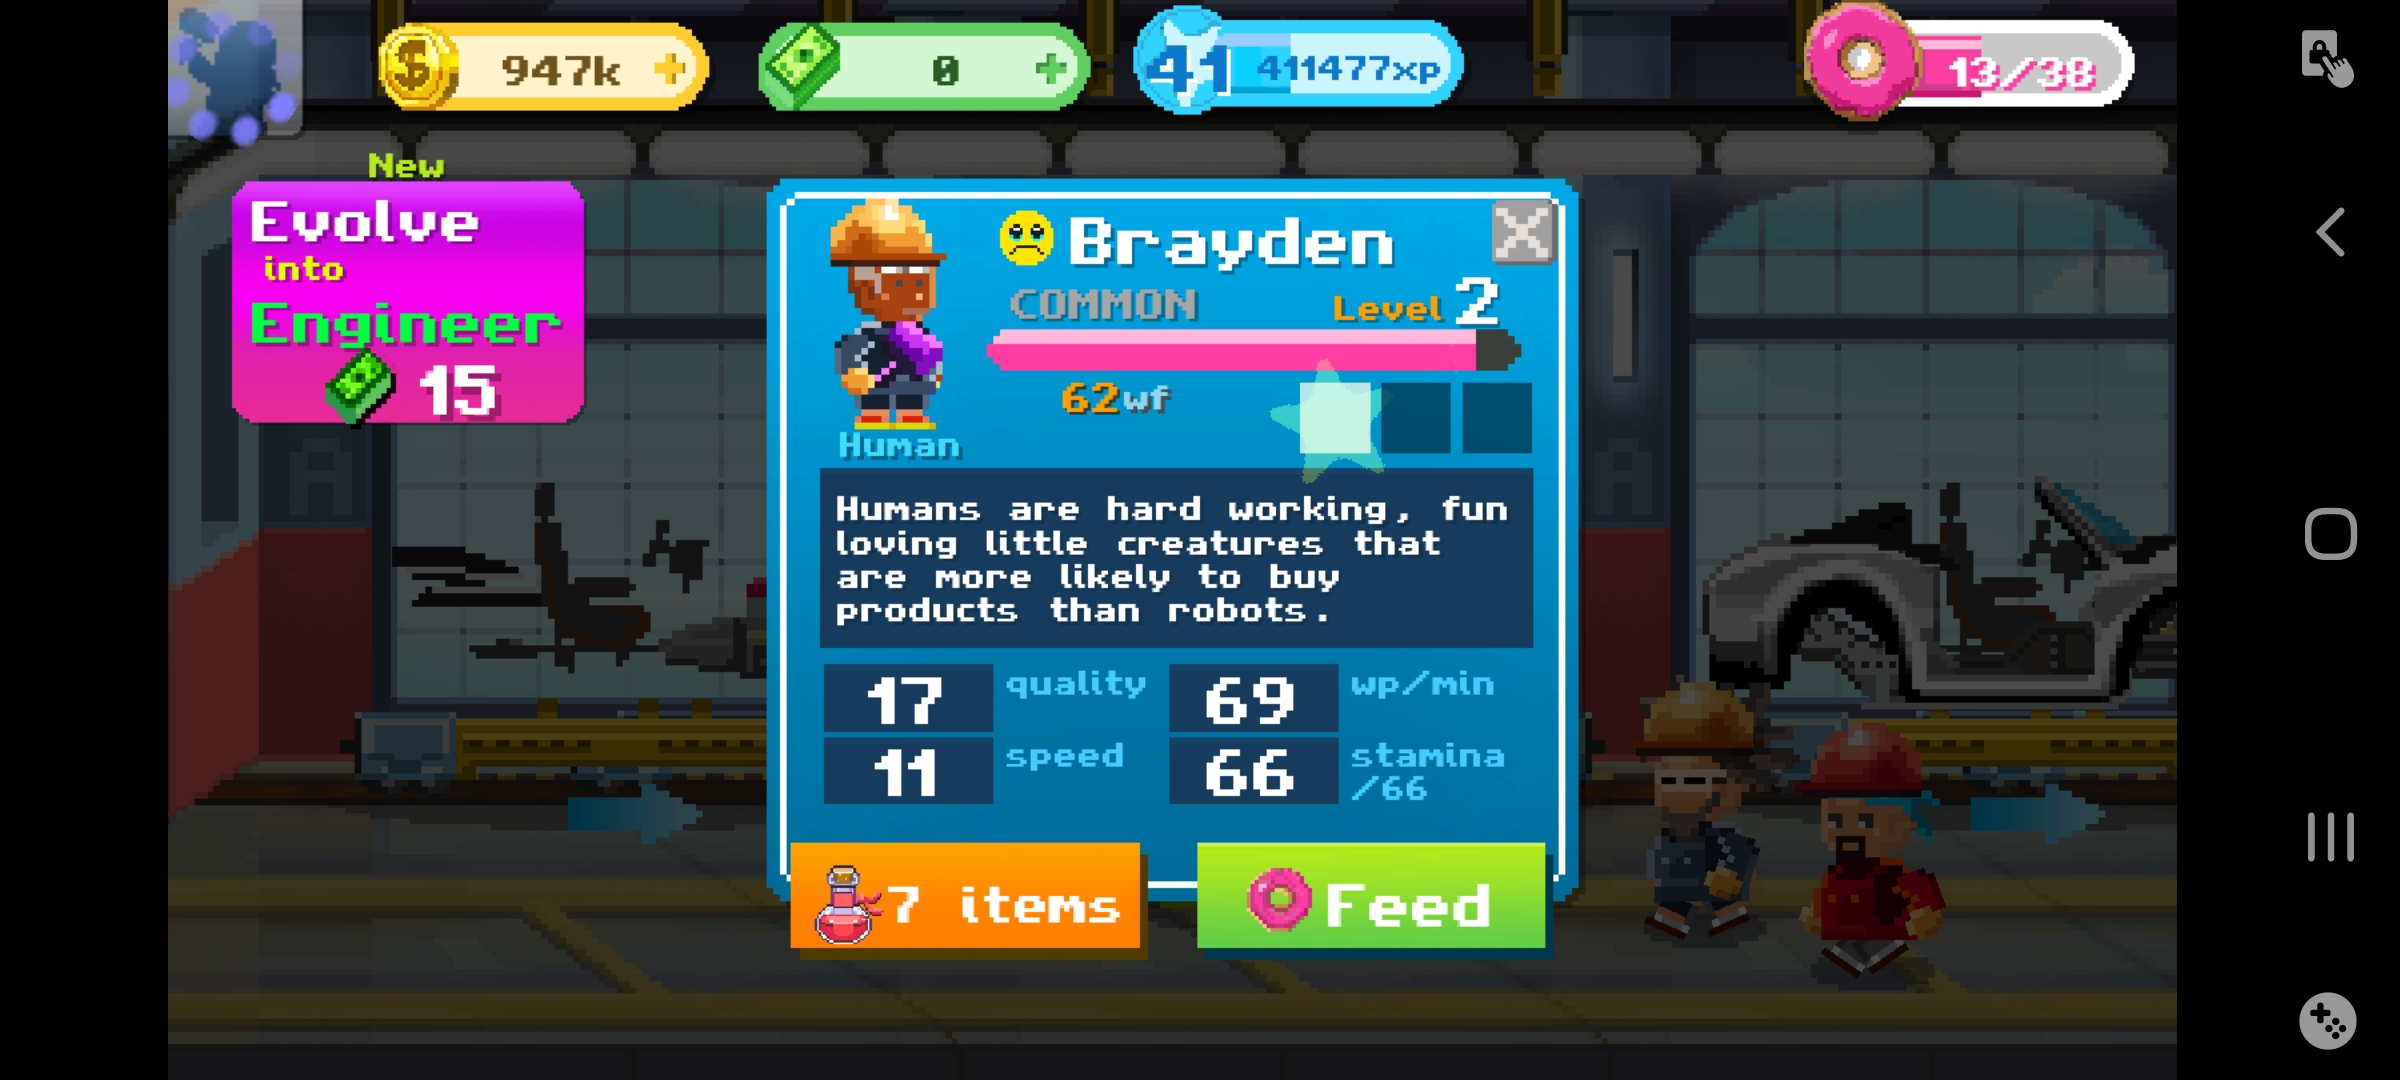 947k
0
41 411477xp
13/38
New
Evolve
into
Engineer
15
Brayden
COMMON Level 2
62wf
Human
Humans are hard working, fun
loving little creatures that
are more likely to buy
products than robots.
17 quality 69 wp/min
11 speed 66 stamina
/66
7 items
Feed
A
A